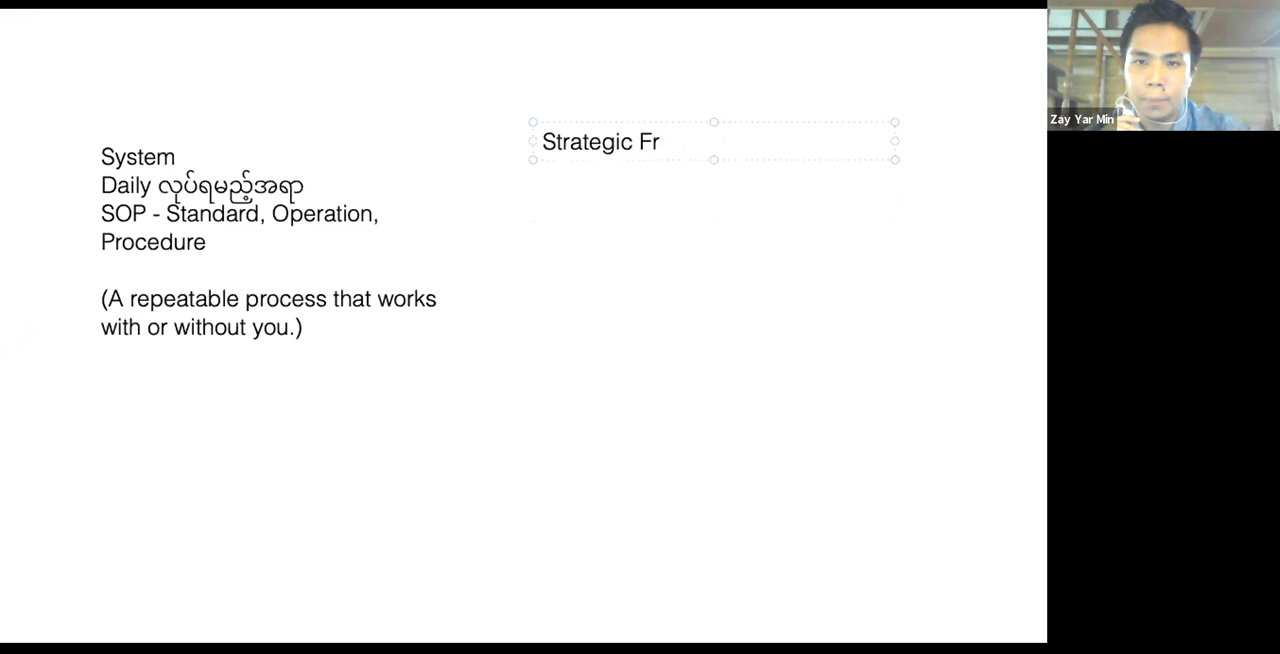 System
Daily လုပ်ရမည့်အရာ
SOP - Standard, Operation,
Procedure
(A repeatable process that works
with or without you.)
Strategic Fr
Zay Yar Min